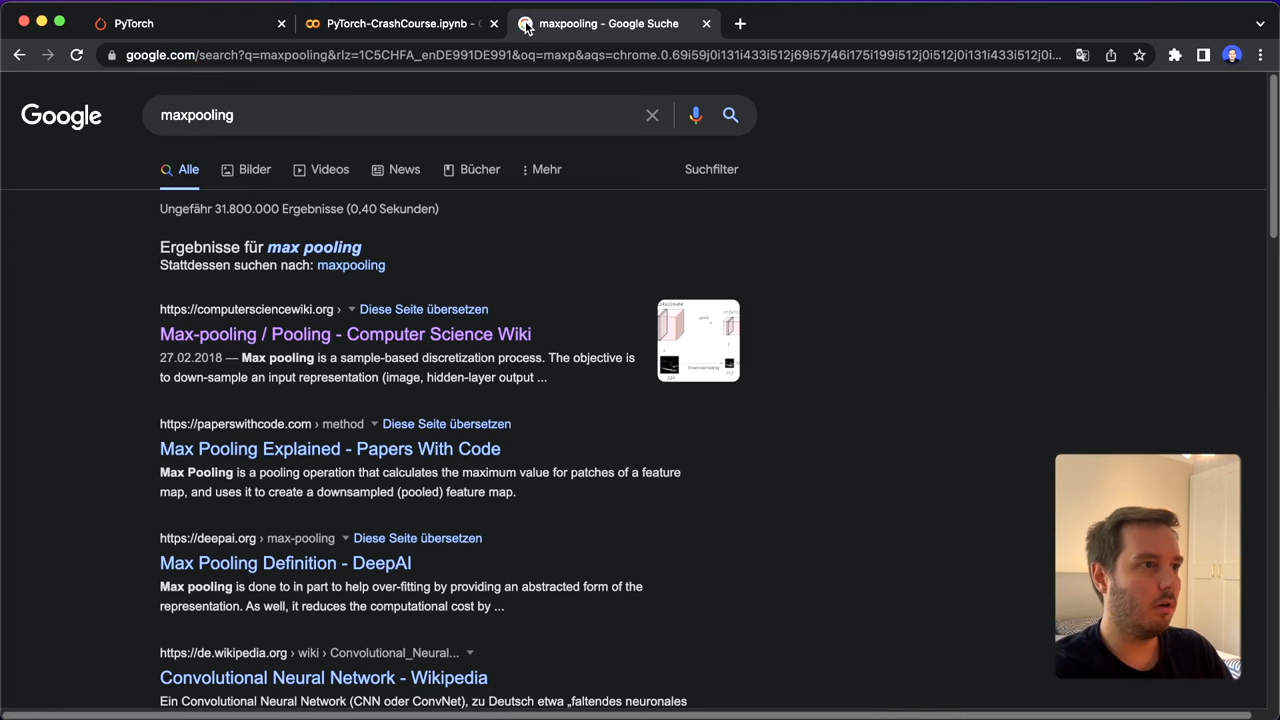 PyTorch
PyTorch-CrashCourse.ipynb -
maxpooling - Google Suche
google.com/search?q=maxpooling&rlz=1C5CHFA_enDE991DE991&oq=maxp&aqs=chrome.0.69i59j0i131i433i512j69i57j46i175i199i512j0i512j0i131i433i512j0i512l...
Google
maxpooling
Alle
Bilder
Videos
News
Bücher
Mehr
Suchfilter
Ungefähr 31.800.000 Ergebnisse (0,40 Sekunden)
Ergebnisse für max pooling
Stattdessen suchen nach: maxpooling
https://computersciencewiki.org › Diese Seite übersetzen
Max-pooling / Pooling - Computer Science Wiki
27.02.2018 — Max pooling is a sample-based discretization process. The objective is
to down-sample an input representation (image, hidden-layer output ...
pool
downsampling
224
112
https://paperswithcode.com › method Diese Seite übersetzen
Max Pooling Explained - Papers With Code
Max Pooling is a pooling operation that calculates the maximum value for patches of a feature
map, and uses it to create a downsampled (pooled) feature map.
https://deepai.org › max-pooling Diese Seite übersetzen
Max Pooling Definition - DeepAI
Max pooling is done to in part to help over-fitting by providing an abstracted form of the
representation. As well, it reduces the computational cost by ...
https://de.wikipedia.org › wiki › Convolutional_Neural...
Convolutional Neural Network - Wikipedia
Ein Convolutional Neural Network (CNN oder ConvNet), zu Deutsch etwa „faltendes neuronales